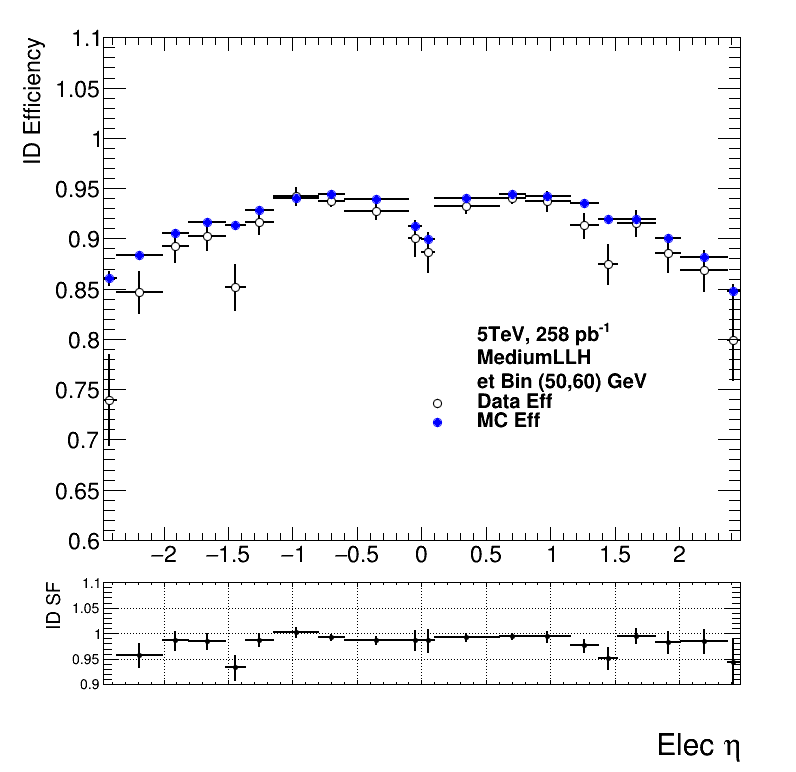 ID Efficiency
1.1
1.05
1
0.95
0.9
0.85
0.8
0.75
0.7
0.65
0.6
5TeV, 258 pb-1
MediumLLH
et Bin (50,60) GeV
Data Eff
MC Eff
−2 −1.5 −1 −0.5 0 0.5 1 1.5 2
ID SF
1.1
1.05
1
0.95
0.9
Elec η